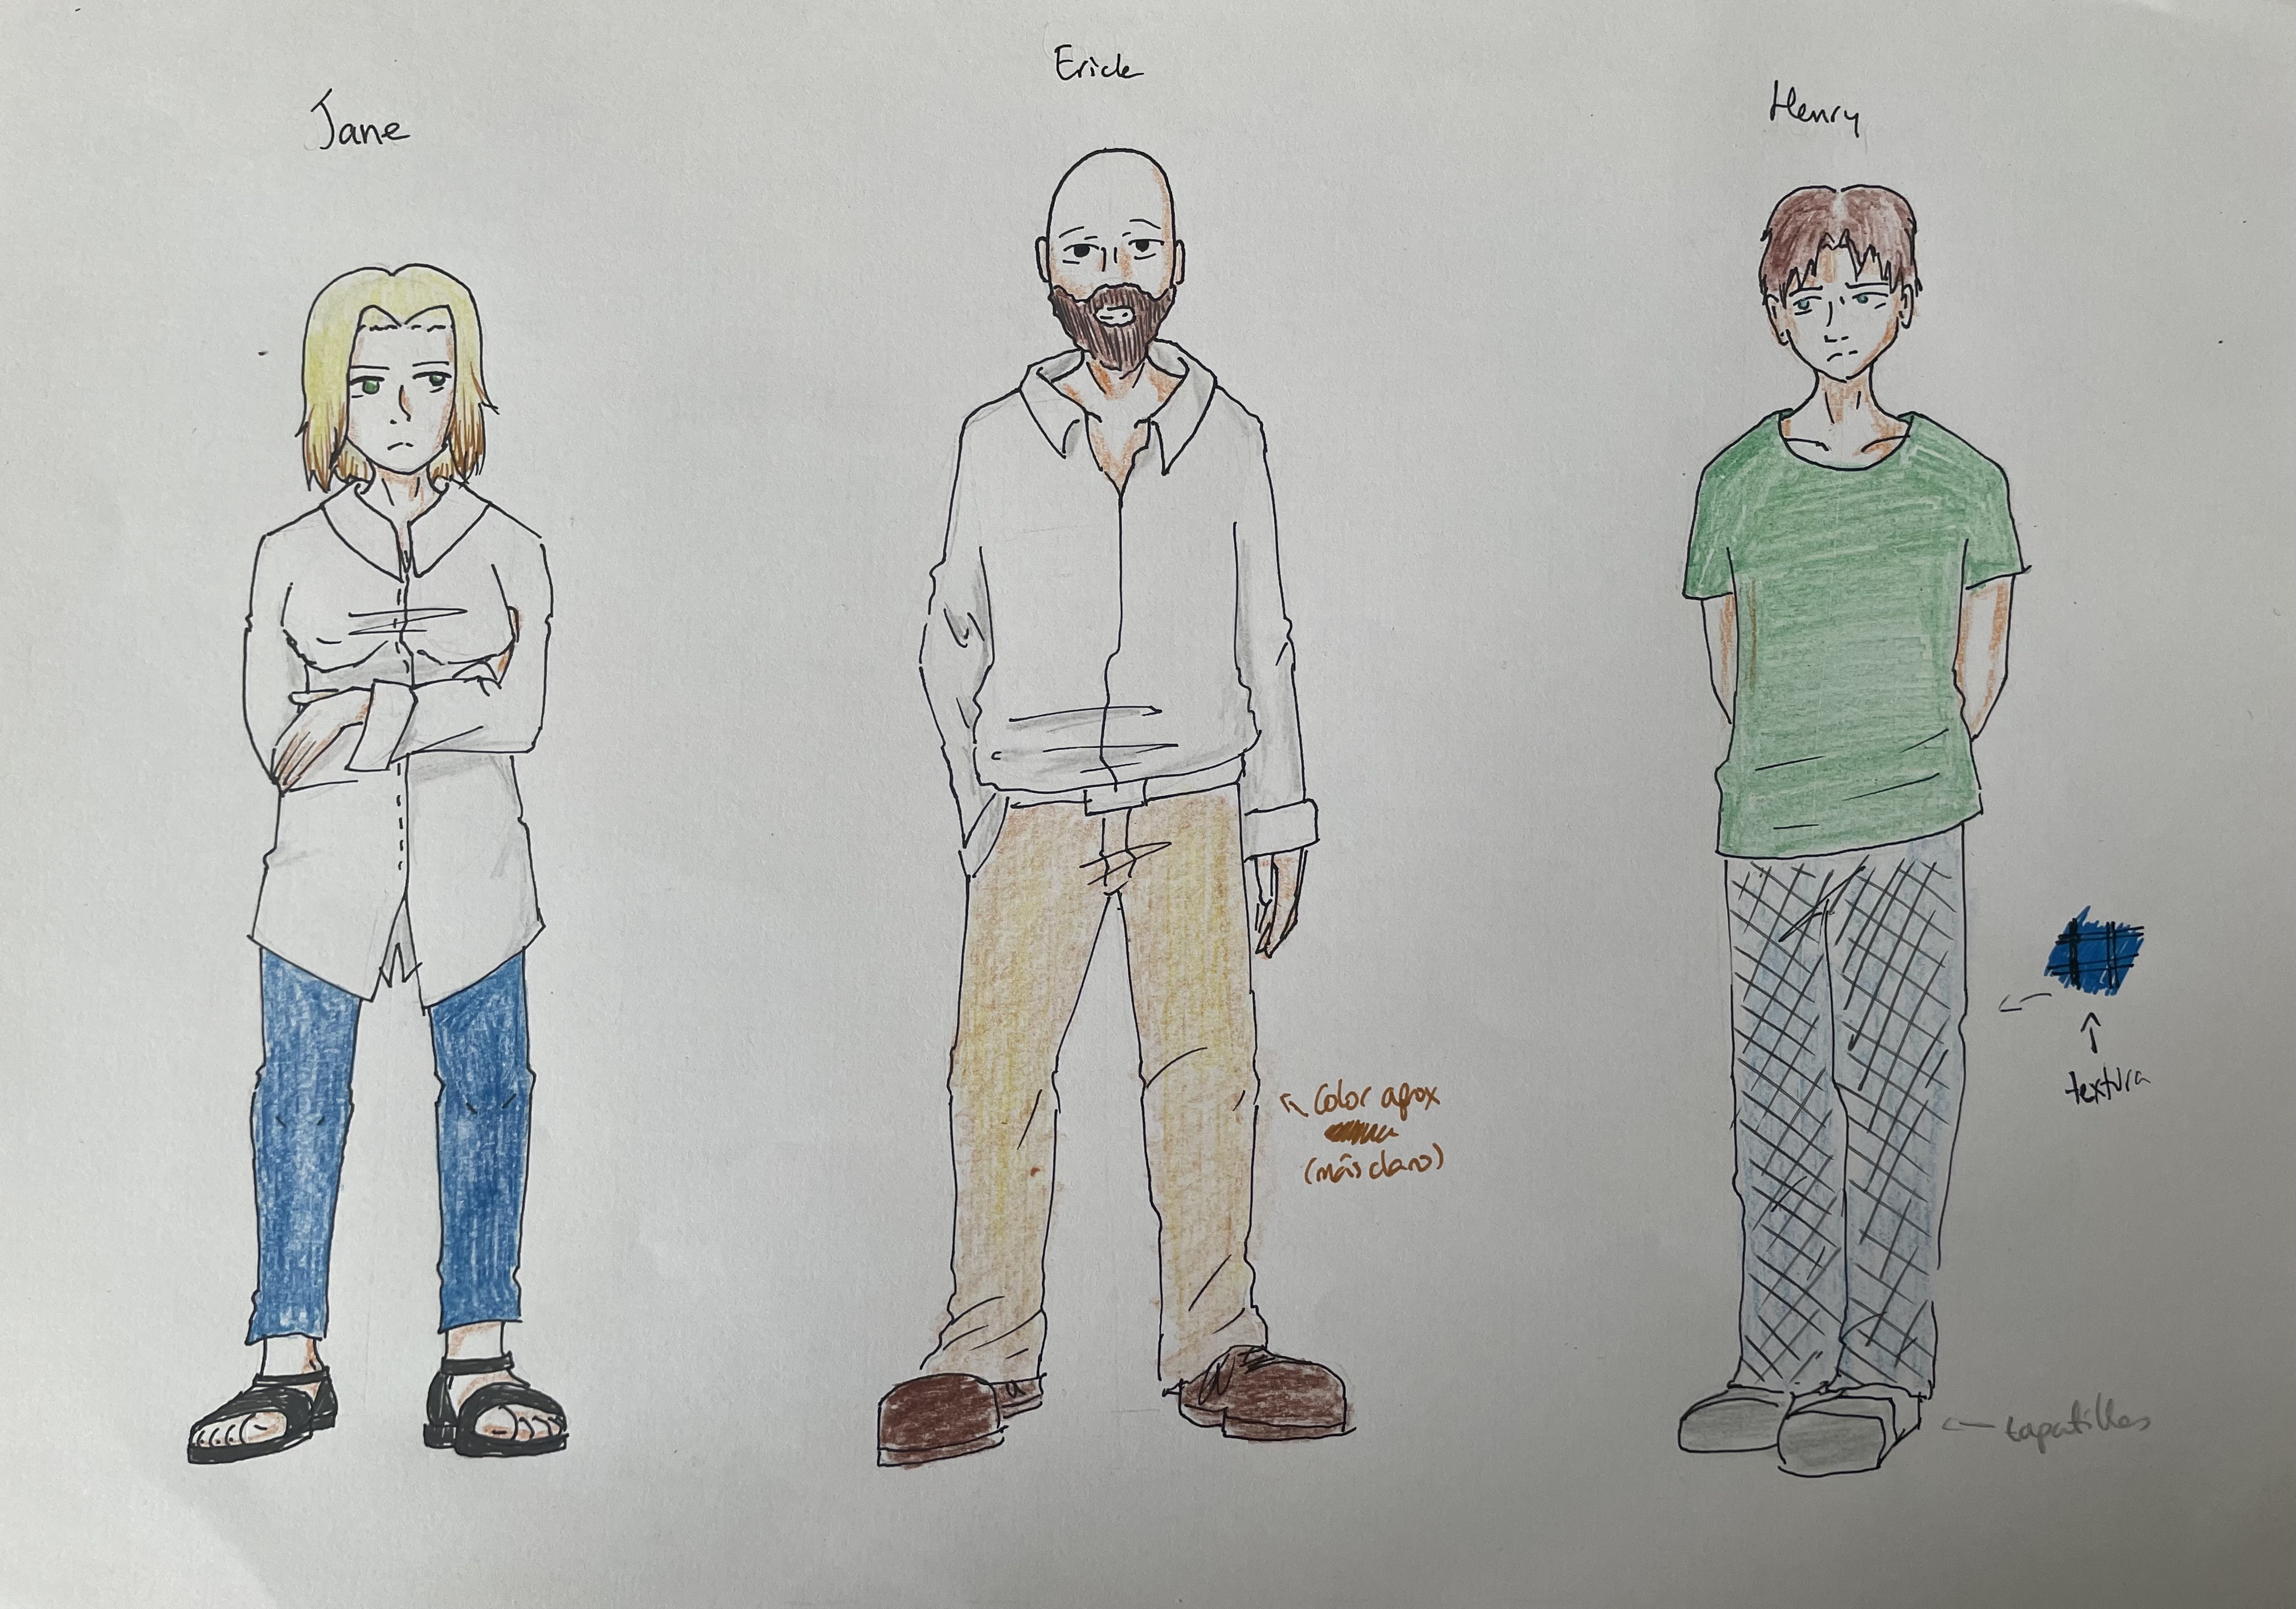 Jane
Erick
Henry
Color aprox
(más claro)
textura
zapatillas